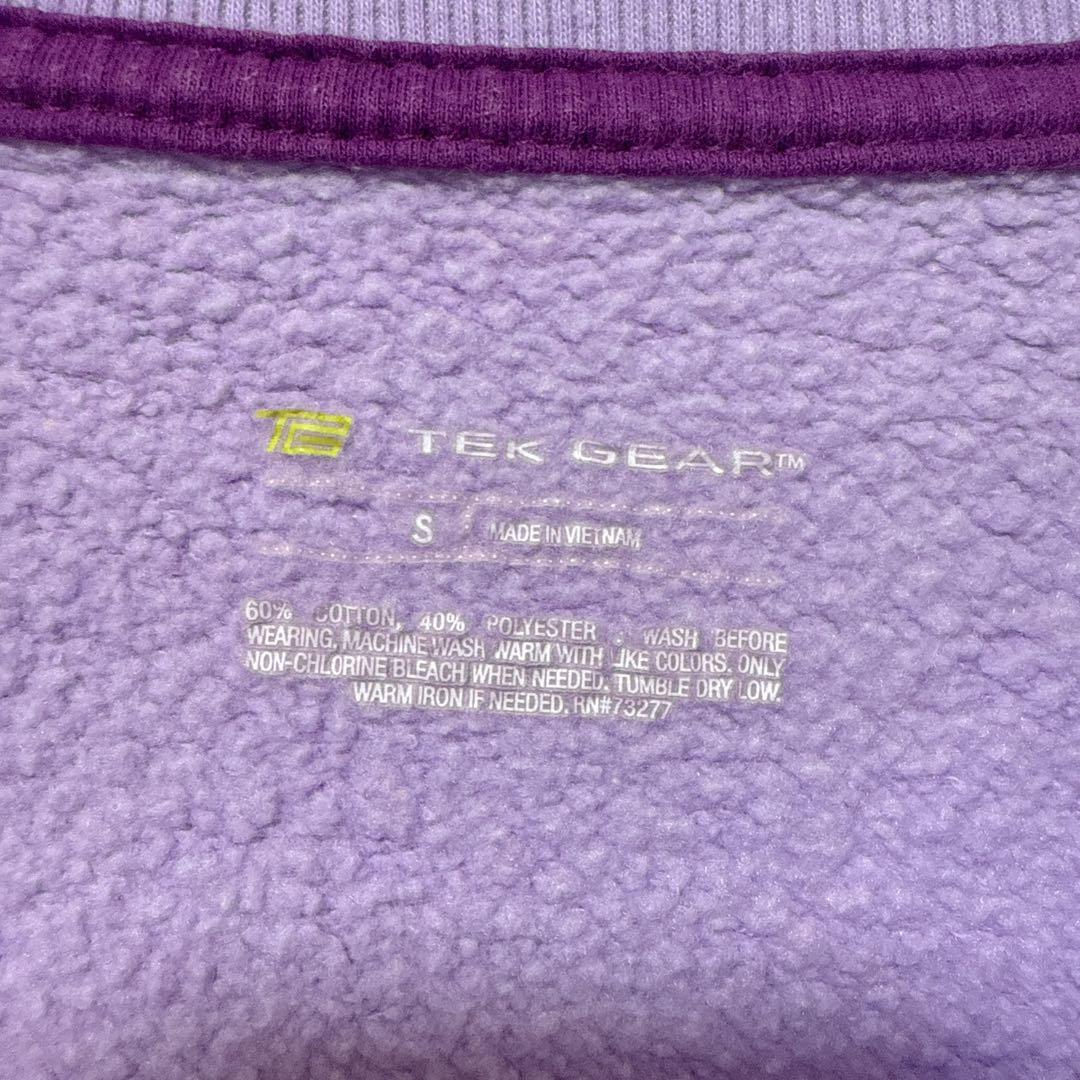 TG TEK GEAR™
S MADE IN VIETNAM
60% COTTON, 40% POLYESTER . WASH BEFORE
WEARING, MACHINE WASH WARM WITH LIKE COLORS. ONLY
NON-CHLORINE BLEACH WHEN NEEDED. TUMBLE DRY LOW.
WARM IRON IF NEEDED. RN#73277